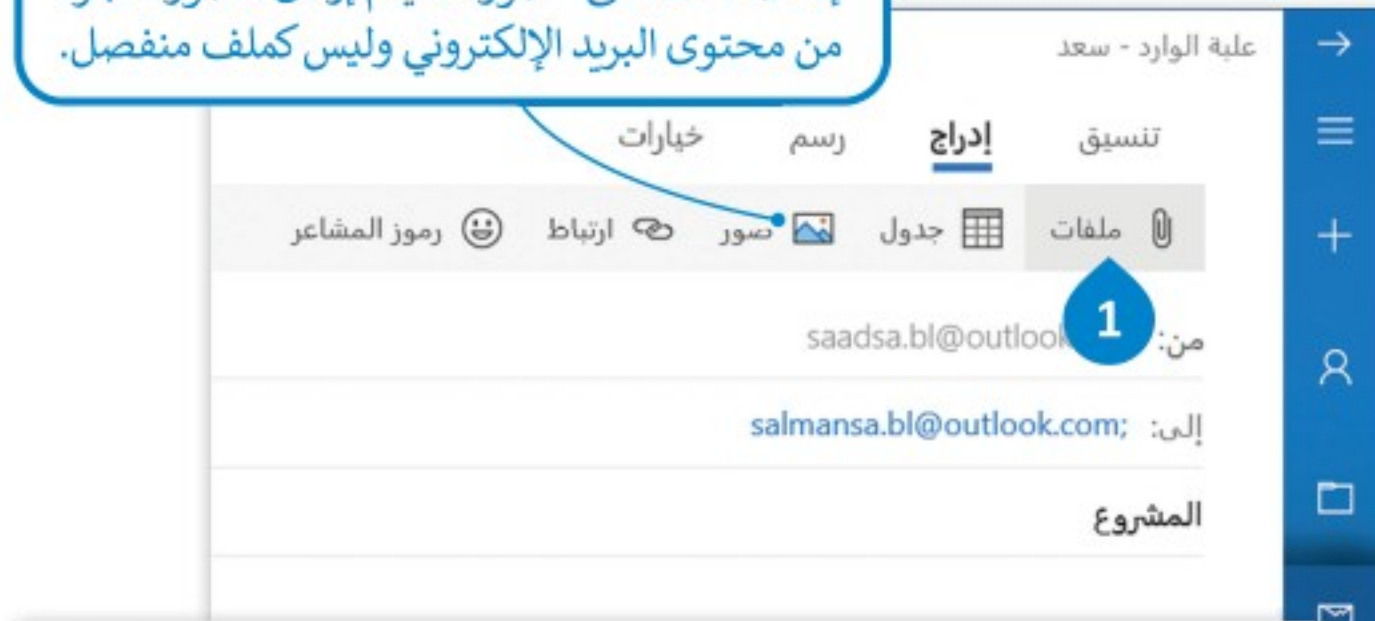 من محتوى البريد الإلكتروني وليس كملف منفصل.
علبة الوارد - سعد
تنسيق إدراج رسم خيارات
ملفات جدول صور ارتباط رموز المشاعر
1
من: saadsa.bl@outlook
إلى: salmansa.bl@outlook.com;
المشروع